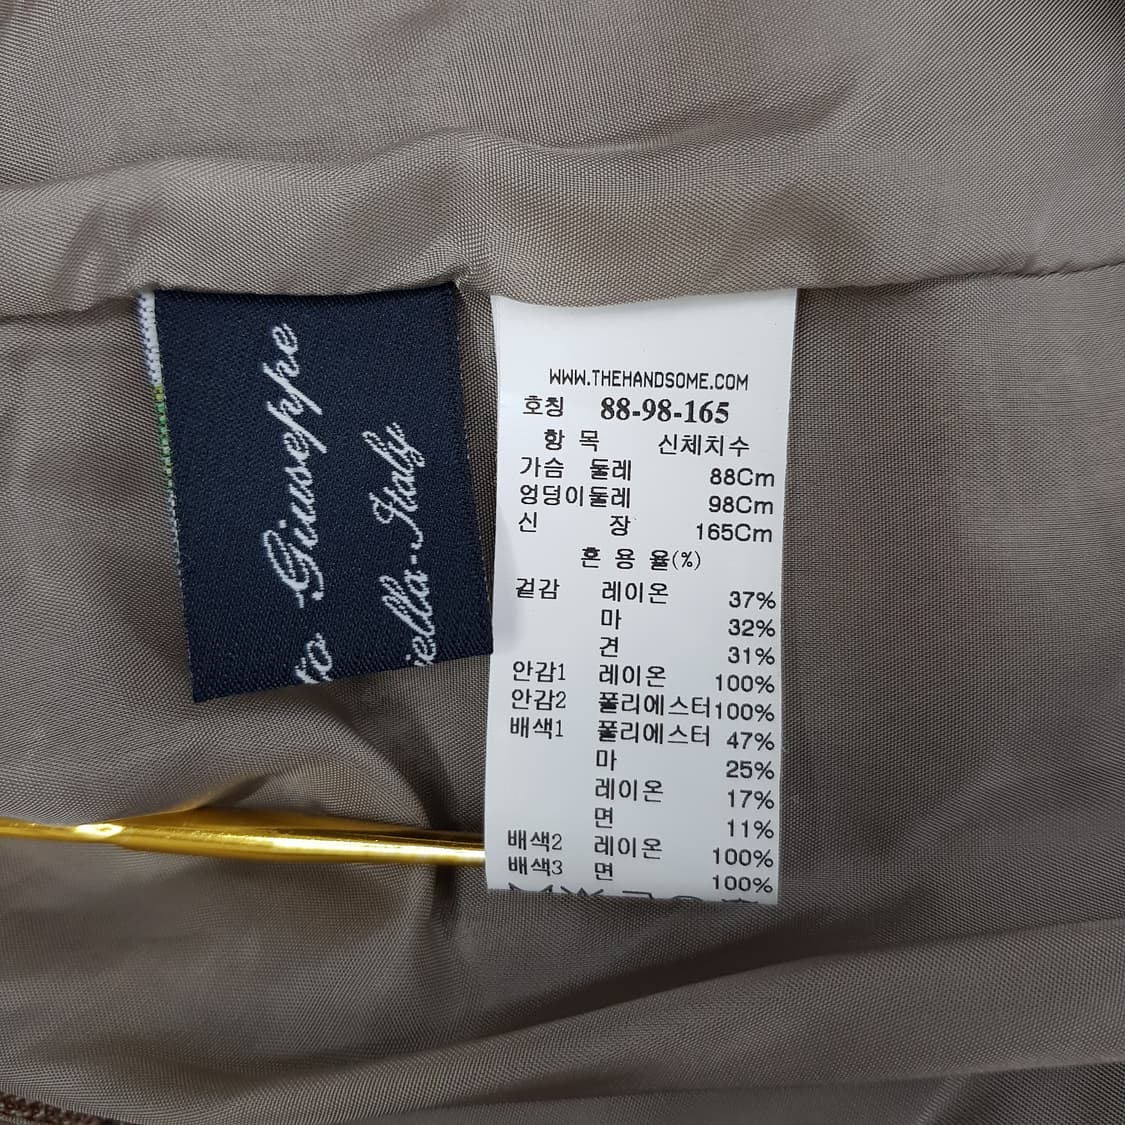 Giuseppe
iella-Italy
WWW.THEHANDSOME.COM
호칭 88-98-165
항 목 신체치수
가슴 둘레 88Cm
엉덩이둘레 98Cm
신 장 165Cm
혼 용 율(%)
겉감 레이온 37%
마 32%
견 31%
안감1 레이온 100%
안감2 폴리에스터 100%
배색1 폴리에스터 47%
마 25%
레이온 17%
면 11%
배색2 레이온 100%
배색3 면 100%